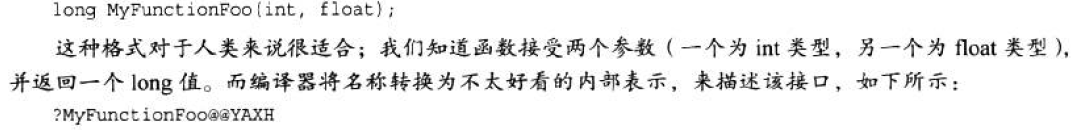 long MyFunctionFoo(int, float);
这种格式对于人类来说很适合；我们知道函数接受两个参数（一个为 int 类型，另一个为 float 类型），
并返回一个 long 值。而编译器将名称转换为不太好看的内部表示，来描述该接口，如下所示：
?MyFunctionFoo@@YAXH